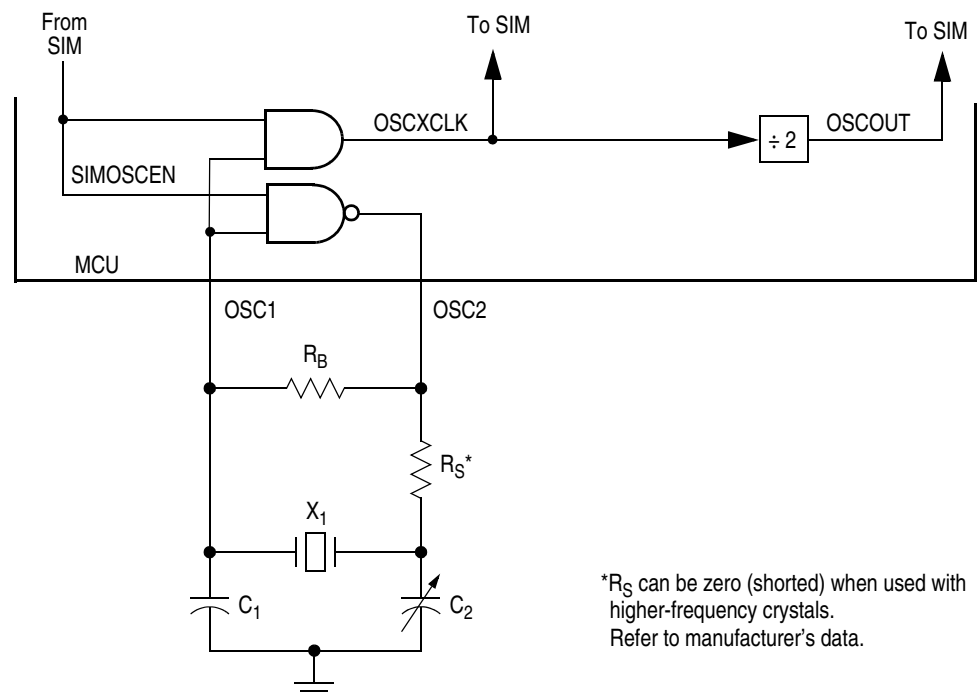 From
SIM
To SIM
To SIM
OSCXCLK
÷ 2
OSCOUT
SIMOSCEN
MCU
OSC1
OSC2
RB
RS*
X1
C1
C2
*RS can be zero (shorted) when used with
higher-frequency crystals.
Refer to manufacturer's data.